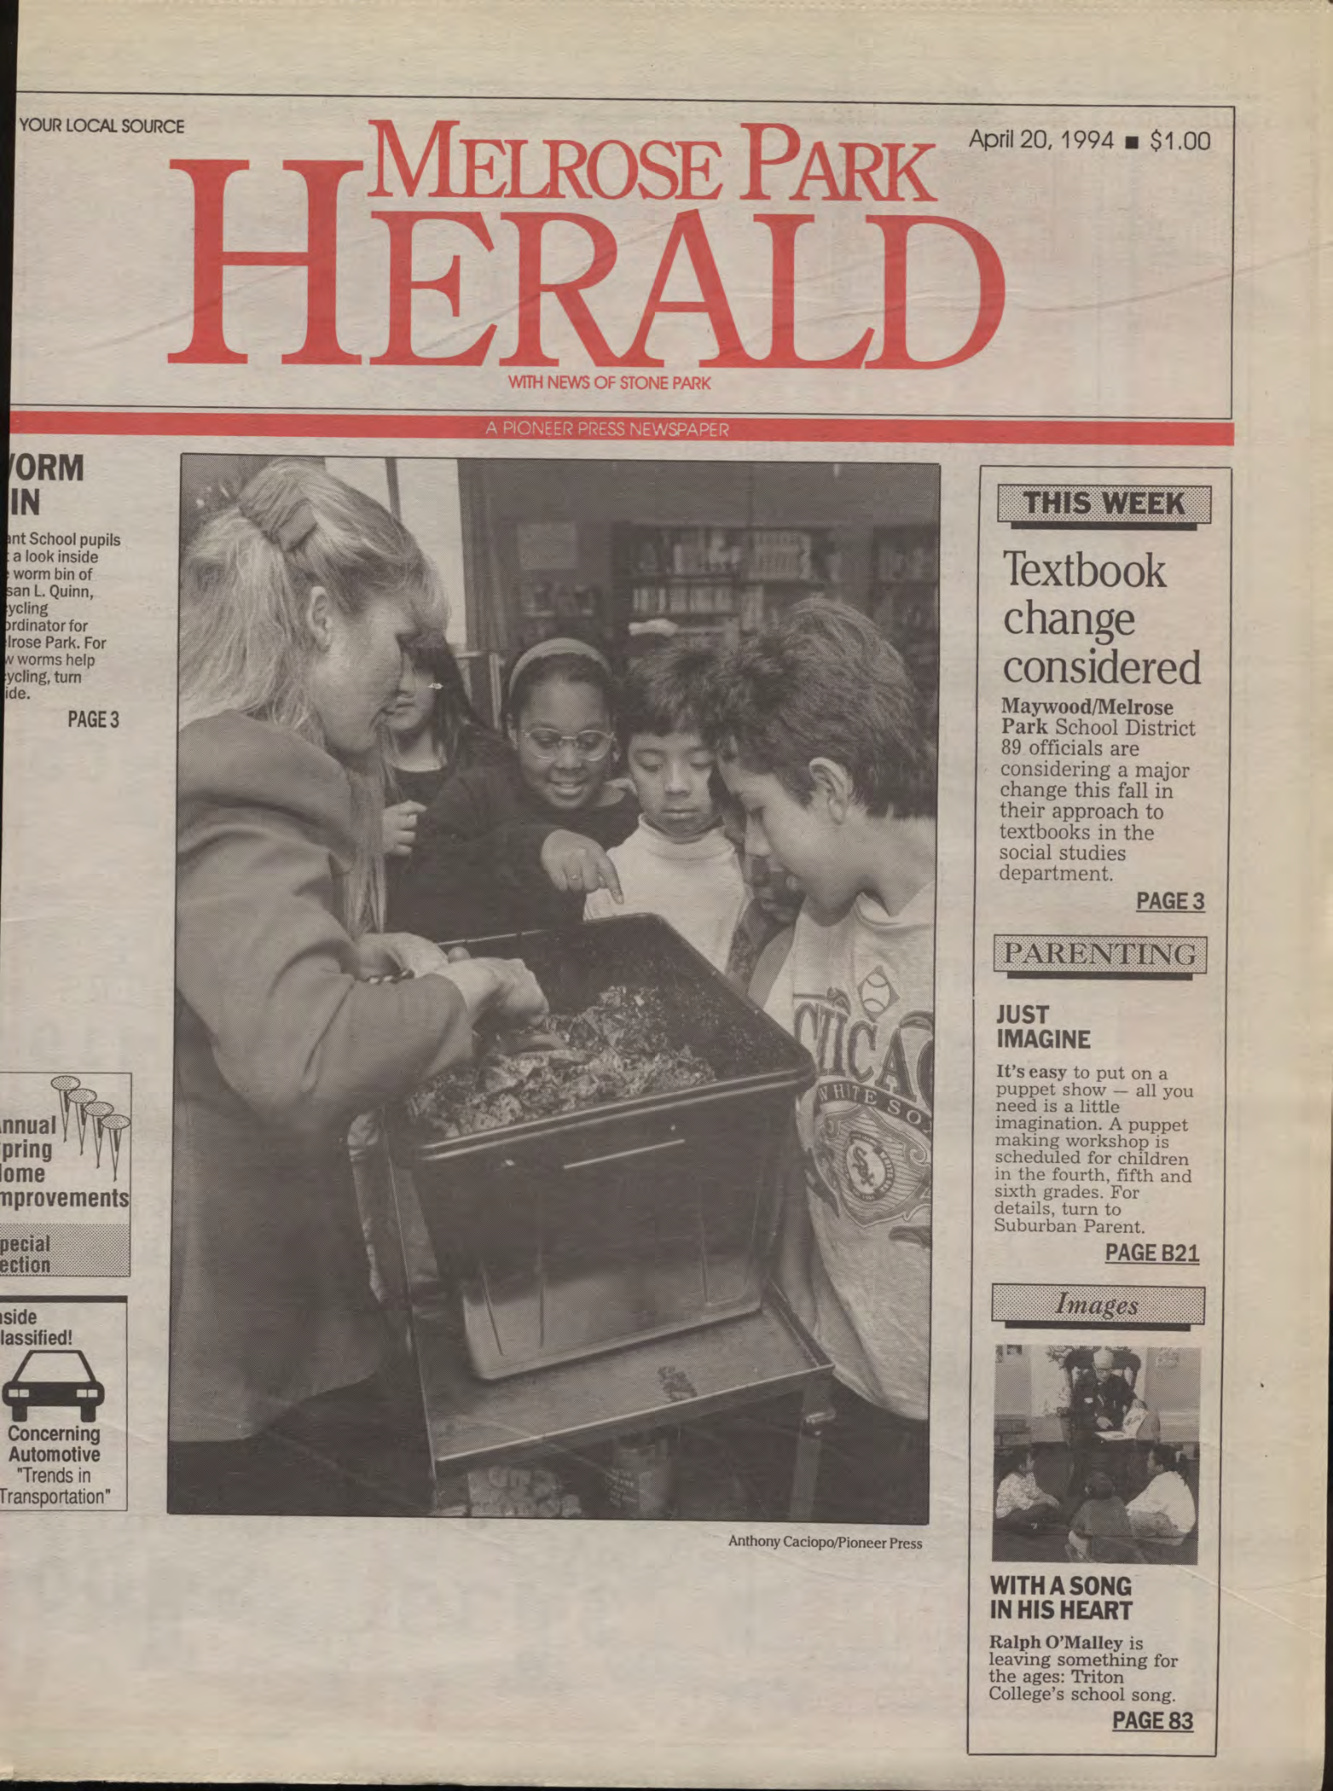 YOUR LOCAL SOURCE
April 20, 1994 ■ $1.00
MELROSE PARK
HERALD
WITH NEWS OF STONE PARK
A PIONEER PRESS NEWSPAPER
ORM
IN
nt School pupils
a look inside
worm bin of
san L. Quinn,
ycling
ordinator for
lrose Park. For
w worms help
ycling, turn
ide.
PAGE 3
nnual
pring
ome
mprovements
pecial
ection
side
lassified!
Concerning
Automotive
"Trends in
Transportation"
CHICAG
WHITE SO
SOX
Anthony Caciopo/Pioneer Press
THIS WEEK
Textbook
change
considered
Maywood/Melrose
Park School District
89 officials are
considering a major
change this fall in
their approach to
textbooks in the
social studies
department.
PAGE 3
PARENTING
JUST
IMAGINE
It's easy to put on a
puppet show — all you
need is a little
imagination. A puppet
making workshop is
scheduled for children
in the fourth, fifth and
sixth grades. For
details, turn to
Suburban Parent.
PAGE B21
Images
WITH A SONG
IN HIS HEART
Ralph O'Malley is
leaving something for
the ages: Triton
College's school song.
PAGE 83